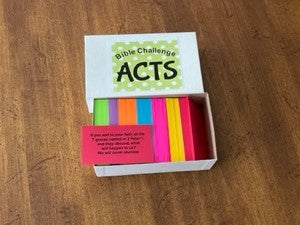 Bible Challenge
ACTS
If you add to your faith all the
7 graces named in 2 Peter 1,
and they abound, what
will happen to us?
We will never stumble